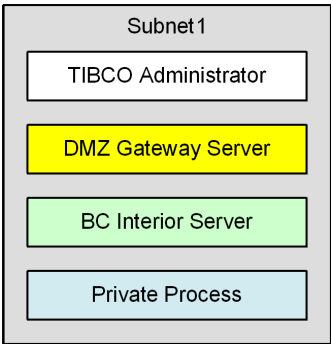 Subnet1
TIBCO Administrator
DMZ Gateway Server
BC Interior Server
Private Process